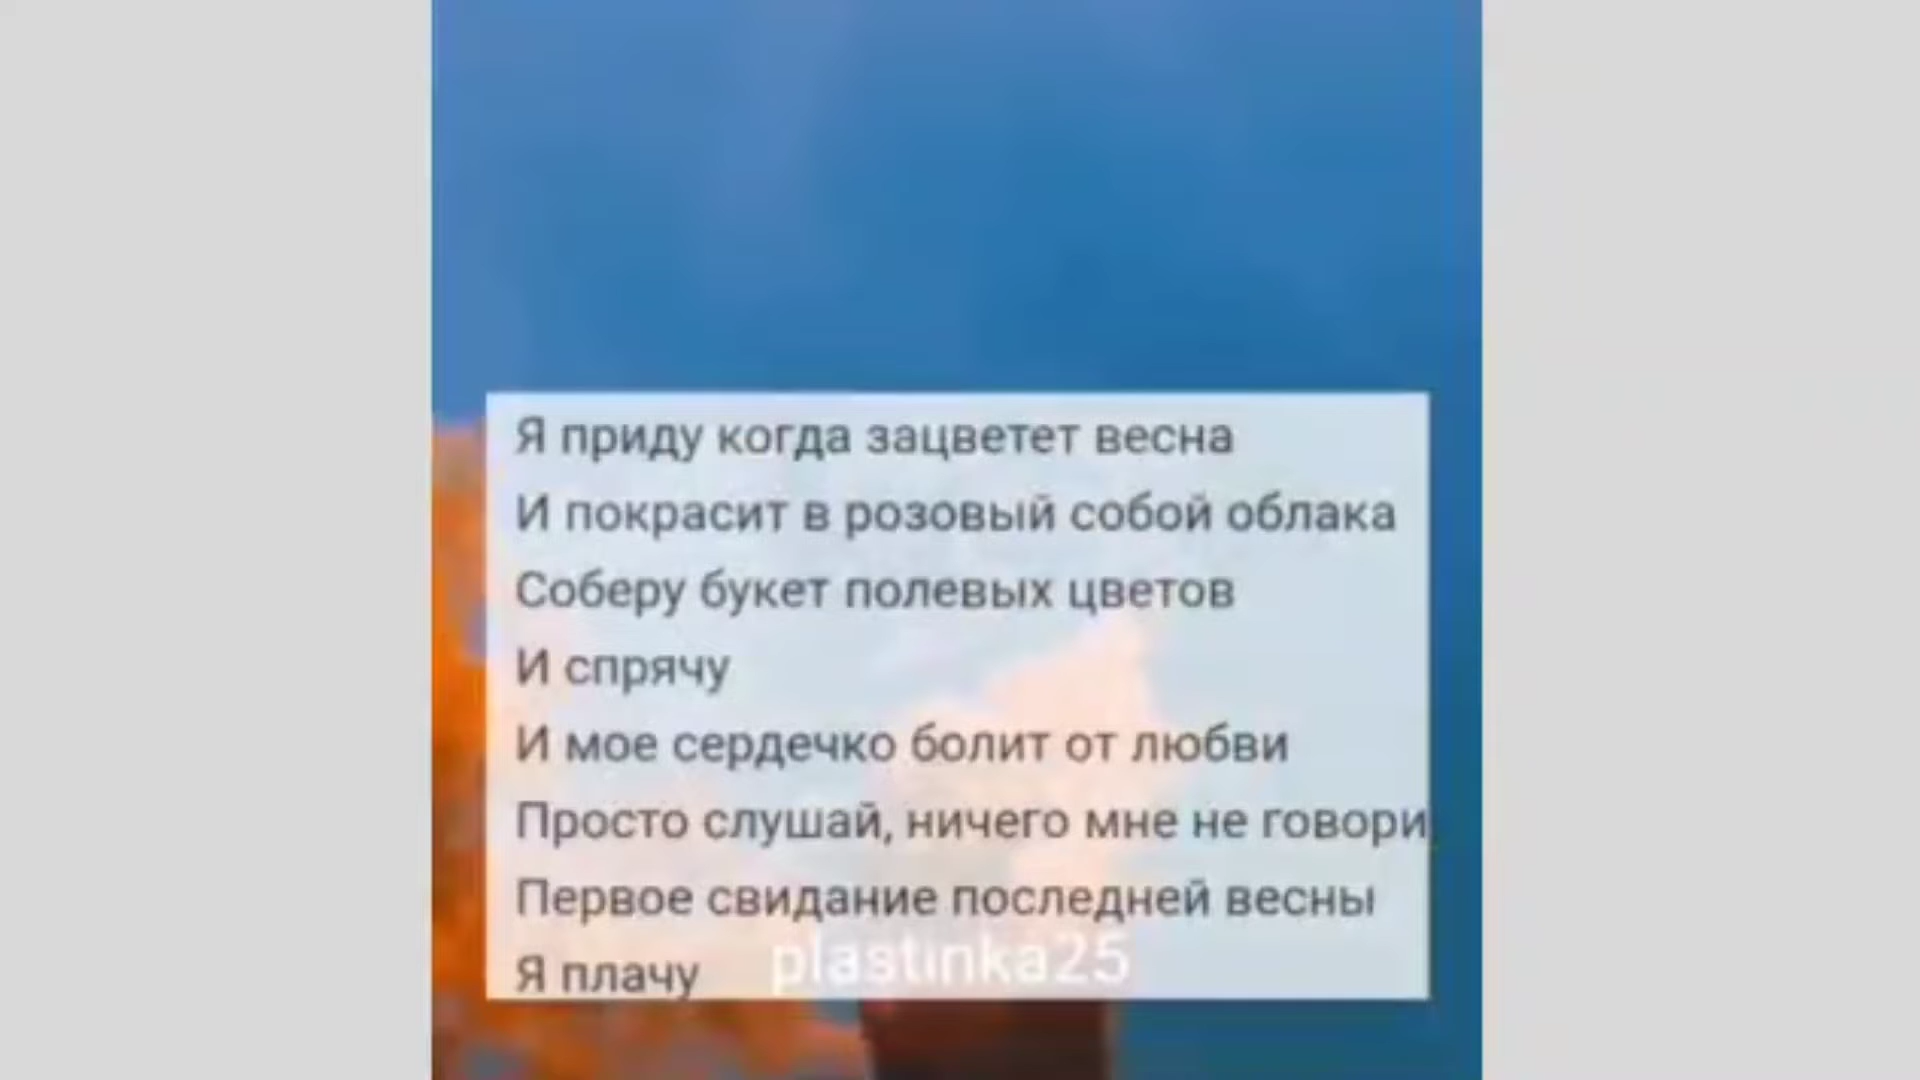 Я приду когда зацветет весна
И покрасит в розовый собой облака
Соберу букет полевых цветов
И спрячу
И мое сердечко болит от любви
Просто слушай, ничего мне не говори
Первое свидание последней весны
Я плачу
plastinka25